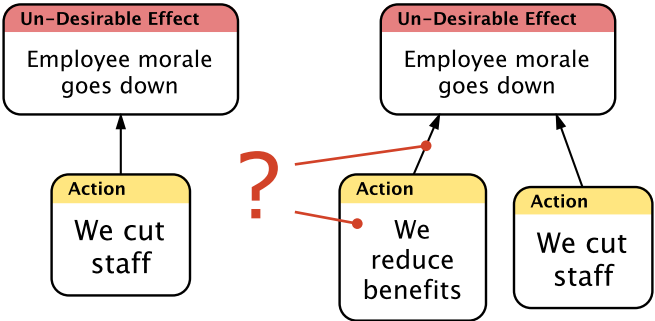 Un-Desirable Effect
Employee morale
goes down
Action
We cut
staff
?
Un-Desirable Effect
Employee morale
goes down
Action
We
reduce
benefits
Action
We cut
staff